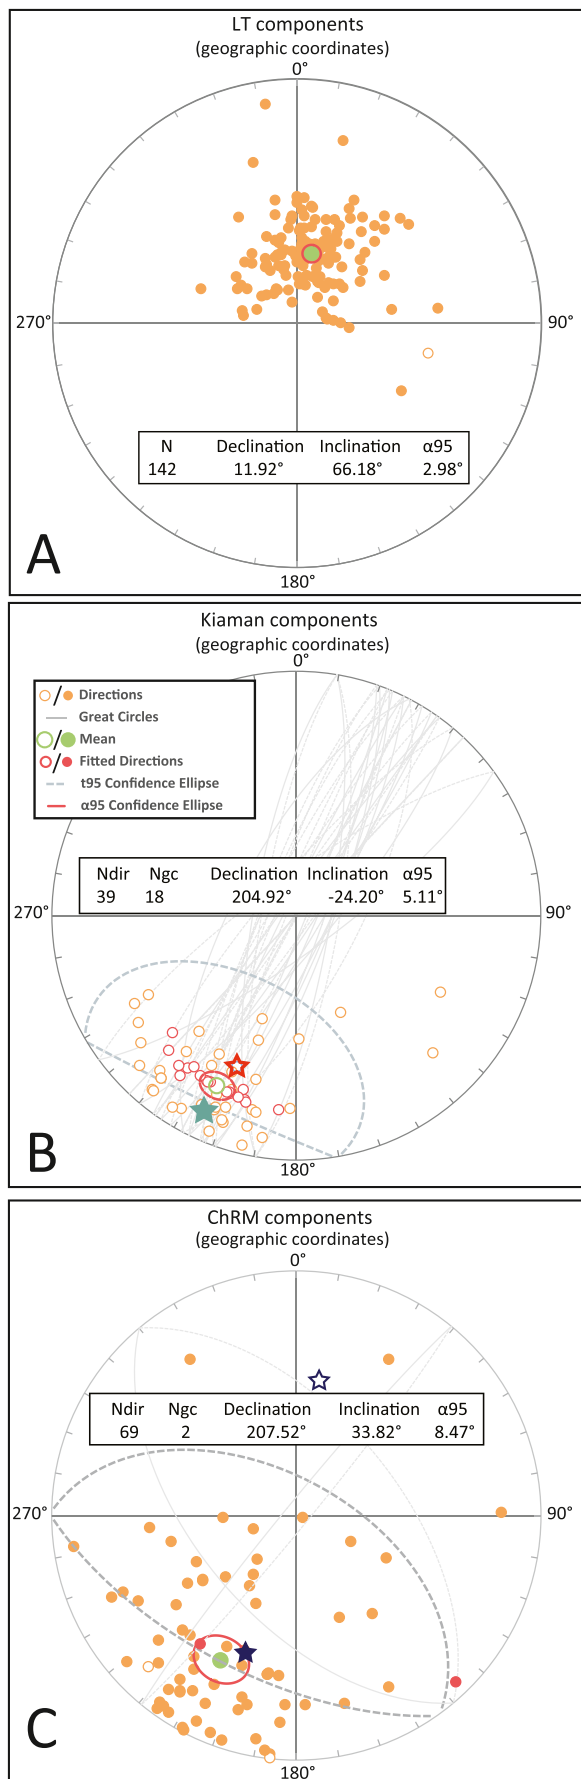 LT components
(geographic coordinates)
0°
270°
90°
N Declination Inclination α95
142 11.92° 66.18° 2.98°
180°
A
Kiaman components
(geographic coordinates)
0°
/ Directions
Great Circles
/ Mean
/ Fitted Directions
t95 Confidence Ellipse
α95 Confidence Ellipse
Ndir Ngc Declination Inclination α95
39 18 204.92° -24.20° 5.11°
270°
90°
180°
B
ChRM components
(geographic coordinates)
0°
Ndir Ngc Declination Inclination α95
69 2 207.52° 33.82° 8.47°
270°
90°
180°
C